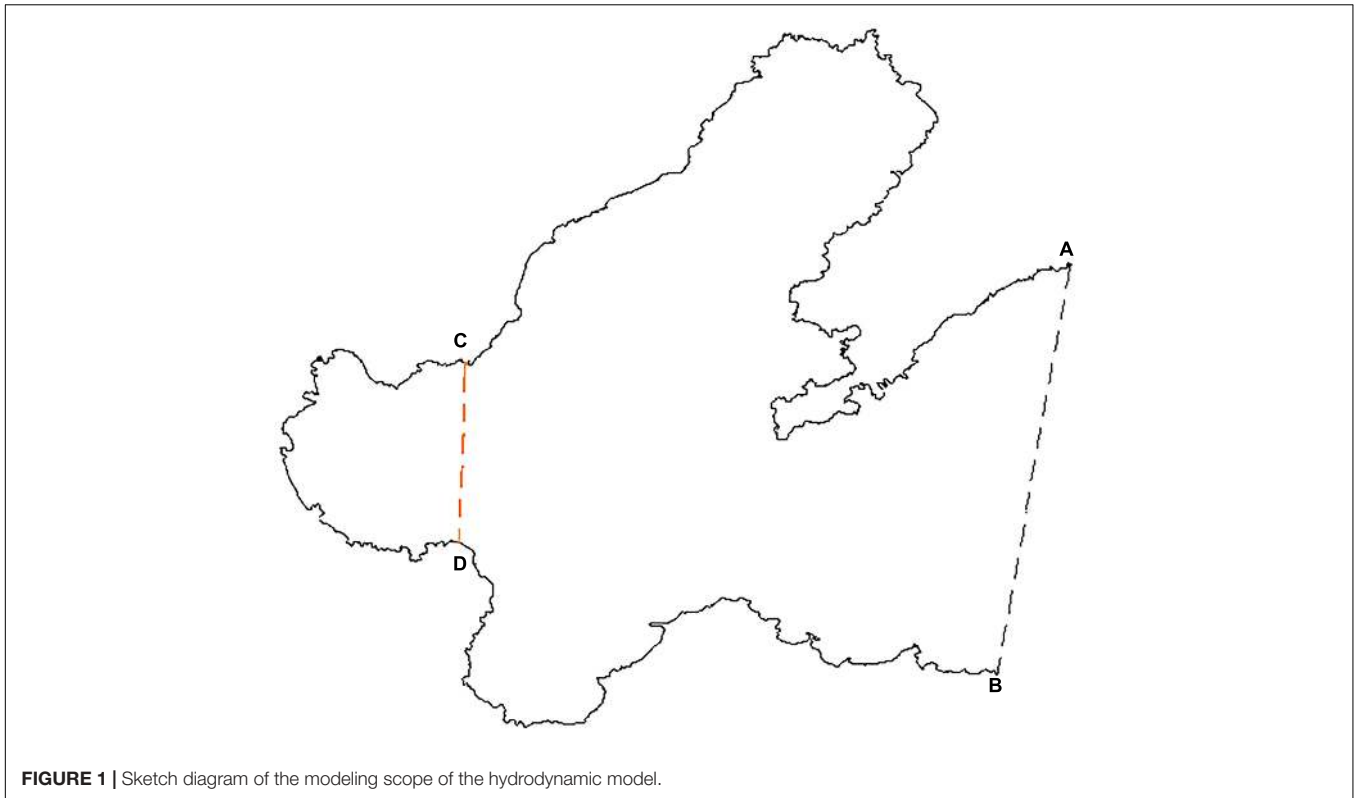 A
C
D
B
FIGURE 1 | Sketch diagram of the modeling scope of the hydrodynamic model.